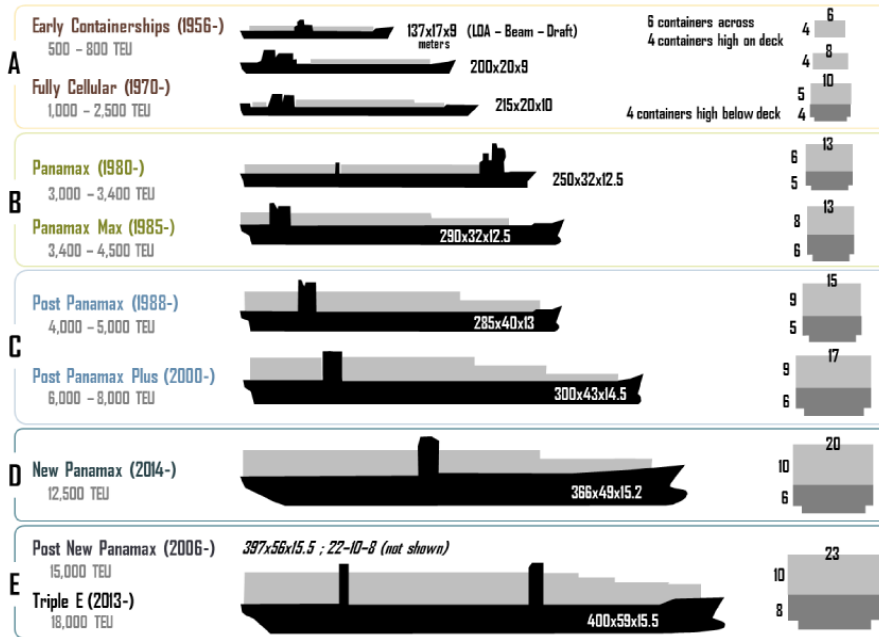 Early Containerships (1956-)
500 – 800 TEU
137x17x9 (LOA – Beam – Draft)
meters
6 containers across
4 containers high on deck
6
4
200x20x9
8
4
A
Fully Cellular (1970-)
1,000 – 2,500 TEU
215x20x10
4 containers high below deck
10
5
4
Panamax (1980-)
3,000 – 3,400 TEU
250x32x12.5
13
6
5
B
Panamax Max (1985-)
3,400 – 4,500 TEU
290x32x12.5
13
8
6
Post Panamax (1988-)
4,000 – 5,000 TEU
285x40x13
15
9
5
C
Post Panamax Plus (2000-)
6,000 – 8,000 TEU
300x43x14.5
17
9
6
D
New Panamax (2014-)
12,500 TEU
366x49x15.2
20
10
6
Post New Panamax (2006-)
15,000 TEU
397x56x15.5 ; 22–10–8 (not shown)
E
Triple E (2013-)
18,000 TEU
400x59x15.5
23
10
8